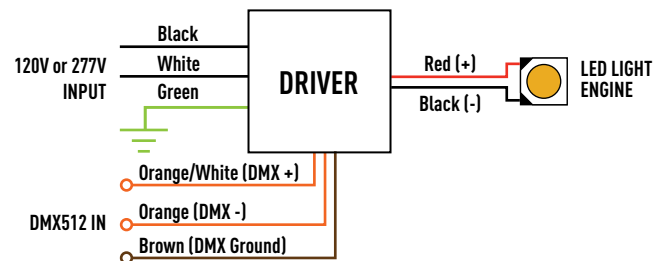 Black
White
Green
120V or 277V
INPUT
DRIVER
Red (+)
Black (-)
LED LIGHT
ENGINE
Orange/White (DMX +)
Orange (DMX -)
Brown (DMX Ground)
DMX512 IN